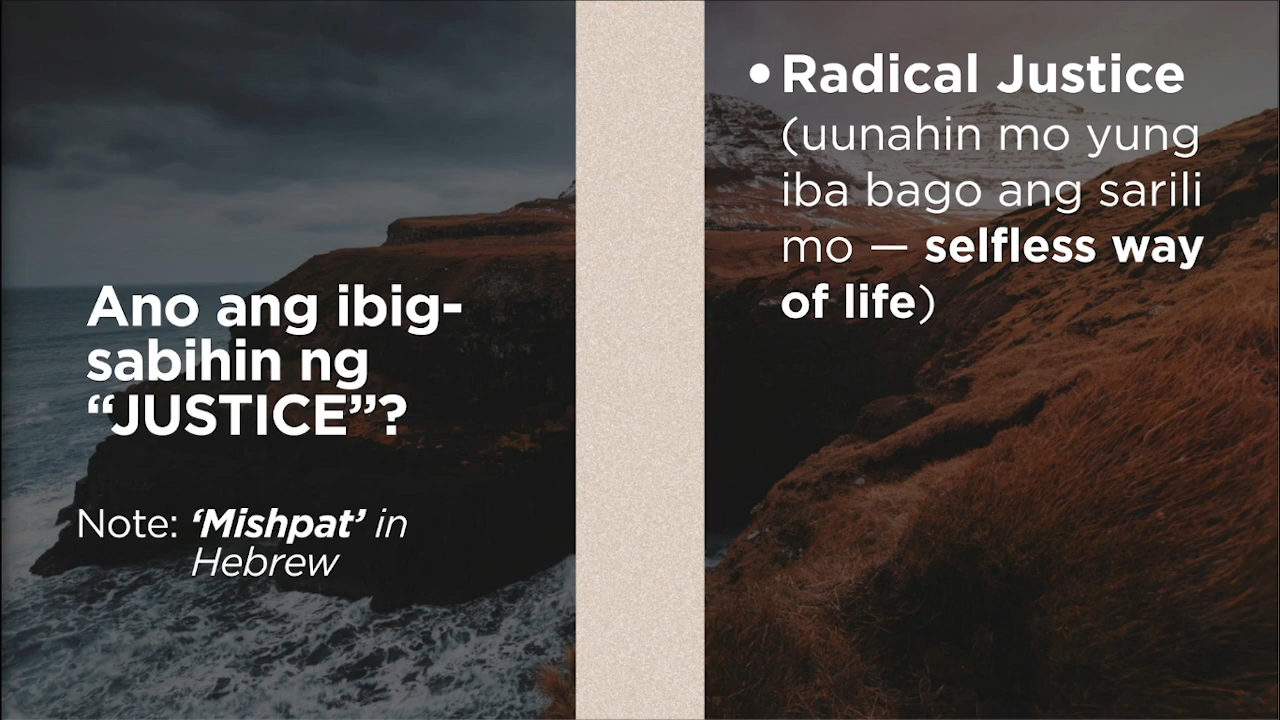 Ano ang ibig-
sabihin ng
“JUSTICE”?
Note: ‘Mishpat’ in
Hebrew
• Radical Justice
(uunahin mo yung
iba bago ang sarili
mo — selfless way
of life)